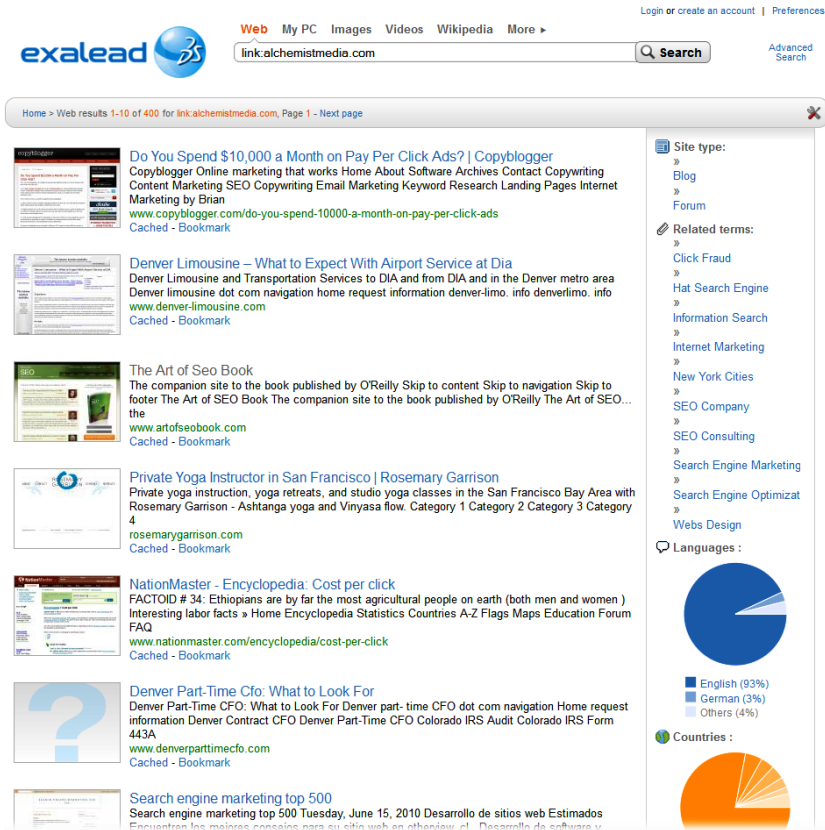 Login or create an account | Preferences
exalead
Web My PC Images Videos Wikipedia More ▸
link:alchemistmedia.com
Search
Advanced
Search
Home > Web results 1-10 of 400 for link:alchemistmedia.com, Page 1 - Next page
Do You Spend $10,000 a Month on Pay Per Click Ads? | Copyblogger
Copyblogger Online marketing that works Home About Software Archives Contact Copywriting
Content Marketing SEO Copywriting Email Marketing Keyword Research Landing Pages Internet
Marketing by Brian
www.copyblogger.com/do-you-spend-10000-a-month-on-pay-per-click-ads
Cached - Bookmark
Denver Limousine – What to Expect With Airport Service at Dia
Denver Limousine and Transportation Services to DIA and from DIA and in the Denver metro area
Denver limousine dot com navigation home request information denver-limo. info denverlimo. info
www.denver-limousine.com
Cached - Bookmark
The Art of Seo Book
The companion site to the book published by O'Reilly Skip to content Skip to navigation Skip to
footer The Art of SEO Book The companion site to the book published by O'Reilly The Art of SEO...
the
www.artofseobook.com
Cached - Bookmark
Private Yoga Instructor in San Francisco | Rosemary Garrison
Private yoga instruction, yoga retreats, and studio yoga classes in the San Francisco Bay Area with
Rosemary Garrison - Ashtanga yoga and Vinyasa flow. Category 1 Category 2 Category 3 Category
4
rosemarygarrison.com
Cached - Bookmark
NationMaster - Encyclopedia: Cost per click
FACTOID # 34: Ethiopians are by far the most agricultural people on earth (both men and women )
Interesting labor facts » Home Encyclopedia Statistics Countries A-Z Flags Maps Education Forum
FAQ
www.nationmaster.com/encyclopedia/cost-per-click
Cached - Bookmark
Denver Part-Time Cfo: What to Look For
Denver Part-Time CFO: What to Look For Denver part- time CFO dot com navigation Home request
information Denver Contract CFO Denver Part-Time CFO Colorado IRS Audit Colorado IRS Form
443A
www.denverparttimecfo.com
Cached - Bookmark
Search engine marketing top 500
Search engine marketing top 500 Tuesday, June 15, 2010 Desarrollo de sitios web Estimados
Encuentren los mejores consejos para su sitio web en otherview. cl . Desarrollo de software y
Site type:
»
Blog
»
Forum
Related terms:
»
Click Fraud
»
Hat Search Engine
»
Information Search
»
Internet Marketing
»
New York Cities
»
SEO Company
»
SEO Consulting
»
Search Engine Marketing
»
Search Engine Optimizat
»
Webs Design
Languages :
English (93%)
German (3%)
Others (4%)
Countries :